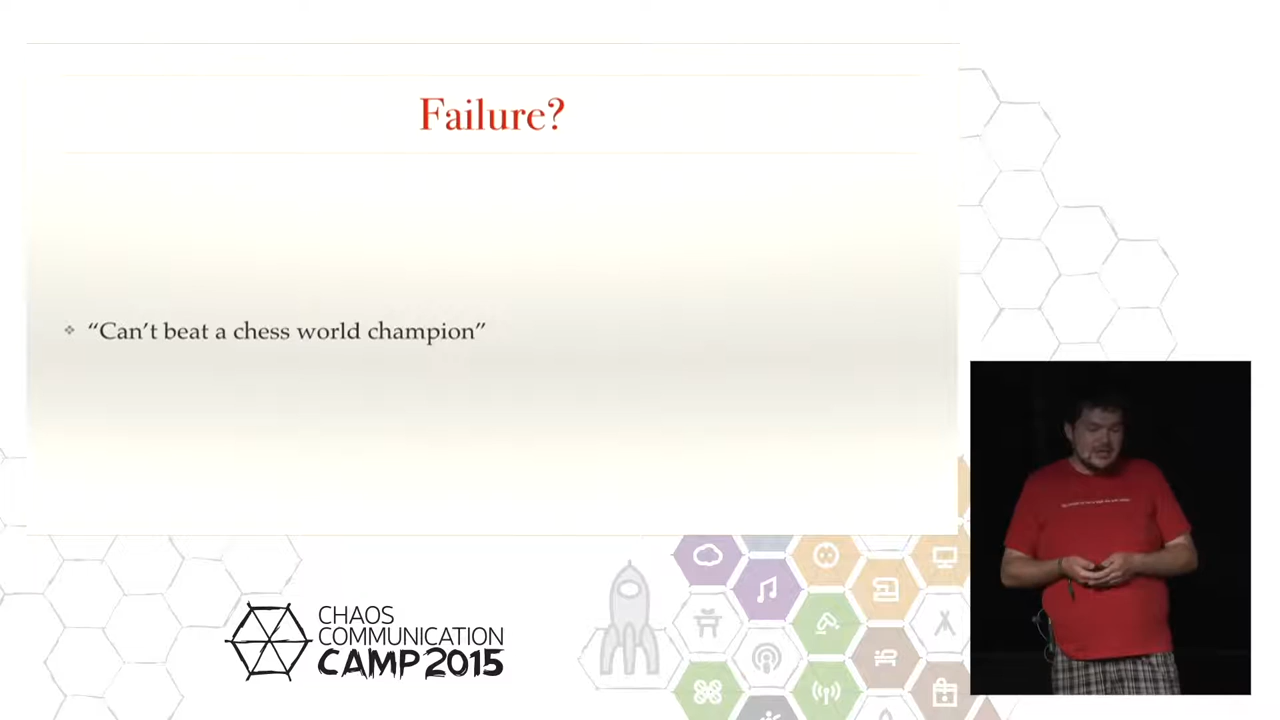 Failure?
❖ “Can’t beat a chess world champion”
CHAOS
COMMUNICATION
CAMP 2015